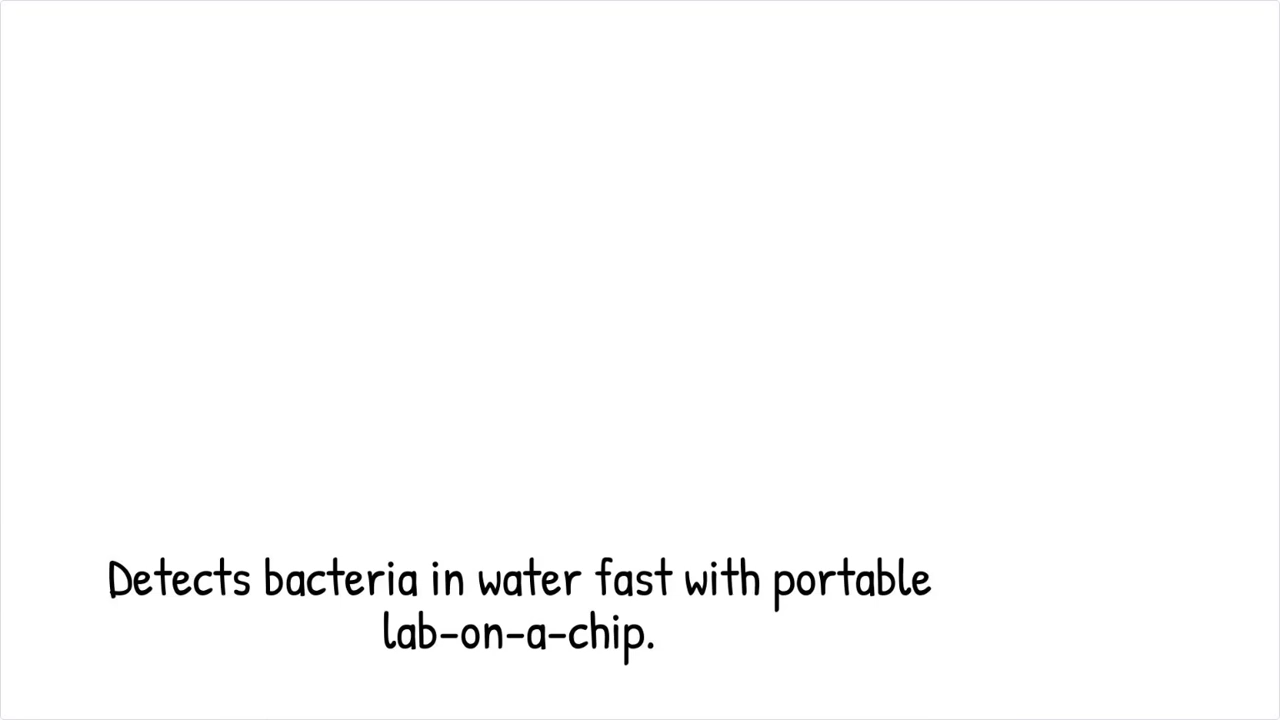 Detects bacteria in water fast with portable
lab-on-a-chip.